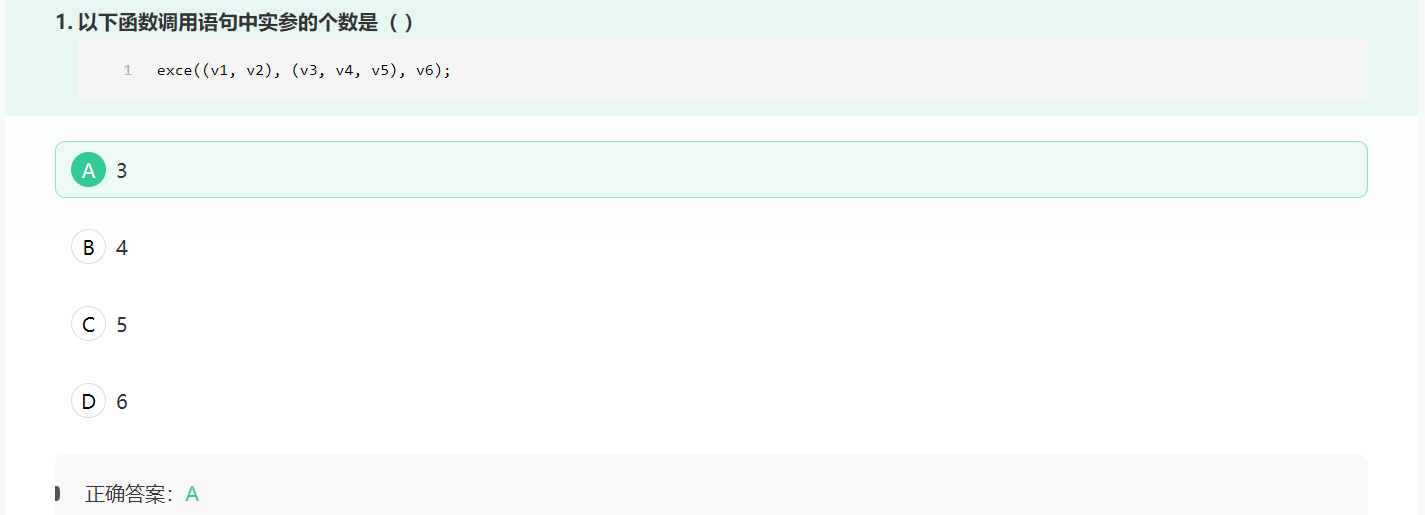 1. 以下函数调用语句中实参的个数是（ ）
1 exce((v1, v2), (v3, v4, v5), v6);
A 3
B 4
C 5
D 6
正确答案：A